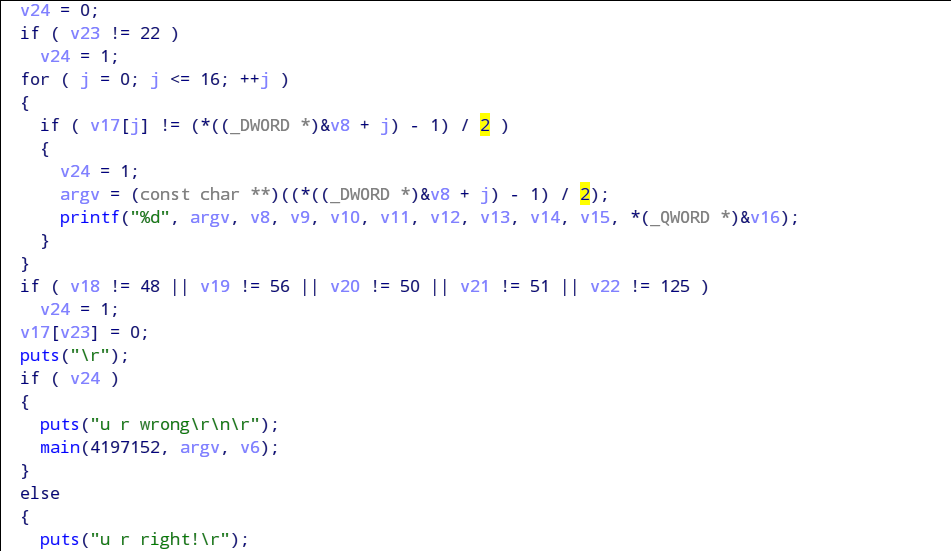 v24 = 0;
if ( v23 != 22 )
v24 = 1;
for ( j = 0; j <= 16; ++j )
{
if ( v17[j] != (*((_DWORD *)&v8 + j) - 1) / 2 )
{
v24 = 1;
argv = (const char **)((*((_DWORD *)&v8 + j) - 1) / 2);
printf("%d", argv, v8, v9, v10, v11, v12, v13, v14, v15, *(_QWORD *)&v16);
}
}
if ( v18 != 48 || v19 != 56 || v20 != 50 || v21 != 51 || v22 != 125 )
v24 = 1;
v17[v23] = 0;
puts("\r");
if ( v24 )
{
puts("u r wrong\r\n\r");
main(4197152, argv, v6);
}
else
{
puts("u r right!\r");